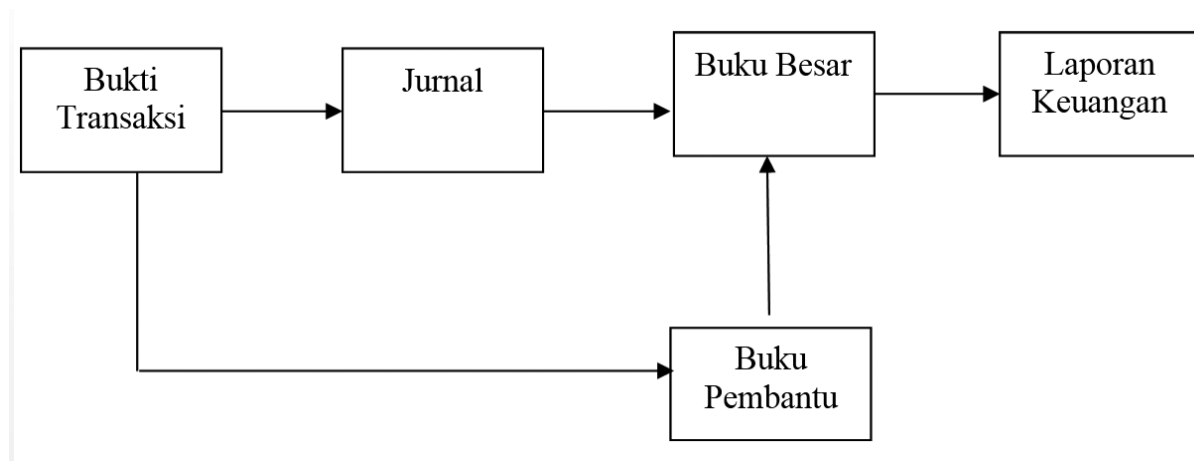 Bukti
Transaksi
Jurnal
Buku Besar
Laporan
Keuangan
Buku
Pembantu